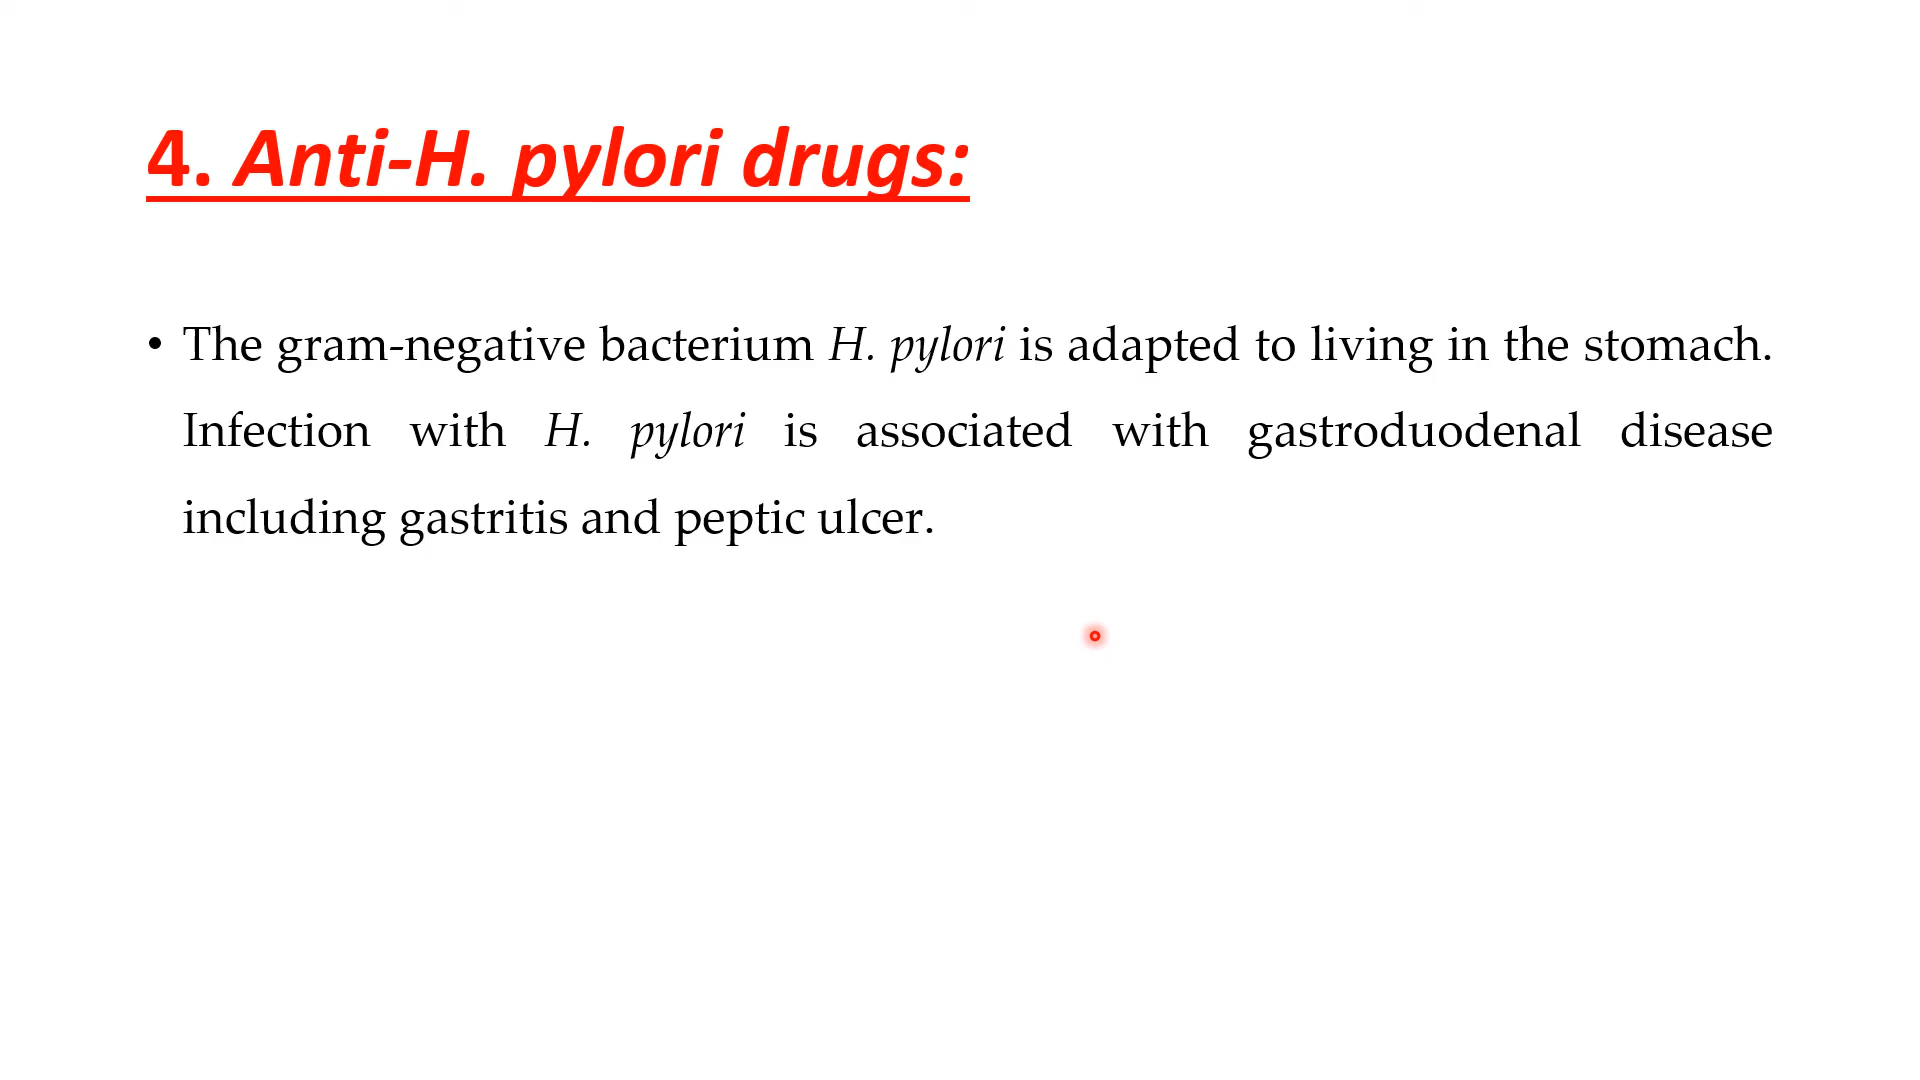 4. Anti-H. pylori drugs:
• The gram-negative bacterium H. pylori is adapted to living in the stomach.
Infection with H. pylori is associated with gastroduodenal disease
including gastritis and peptic ulcer.